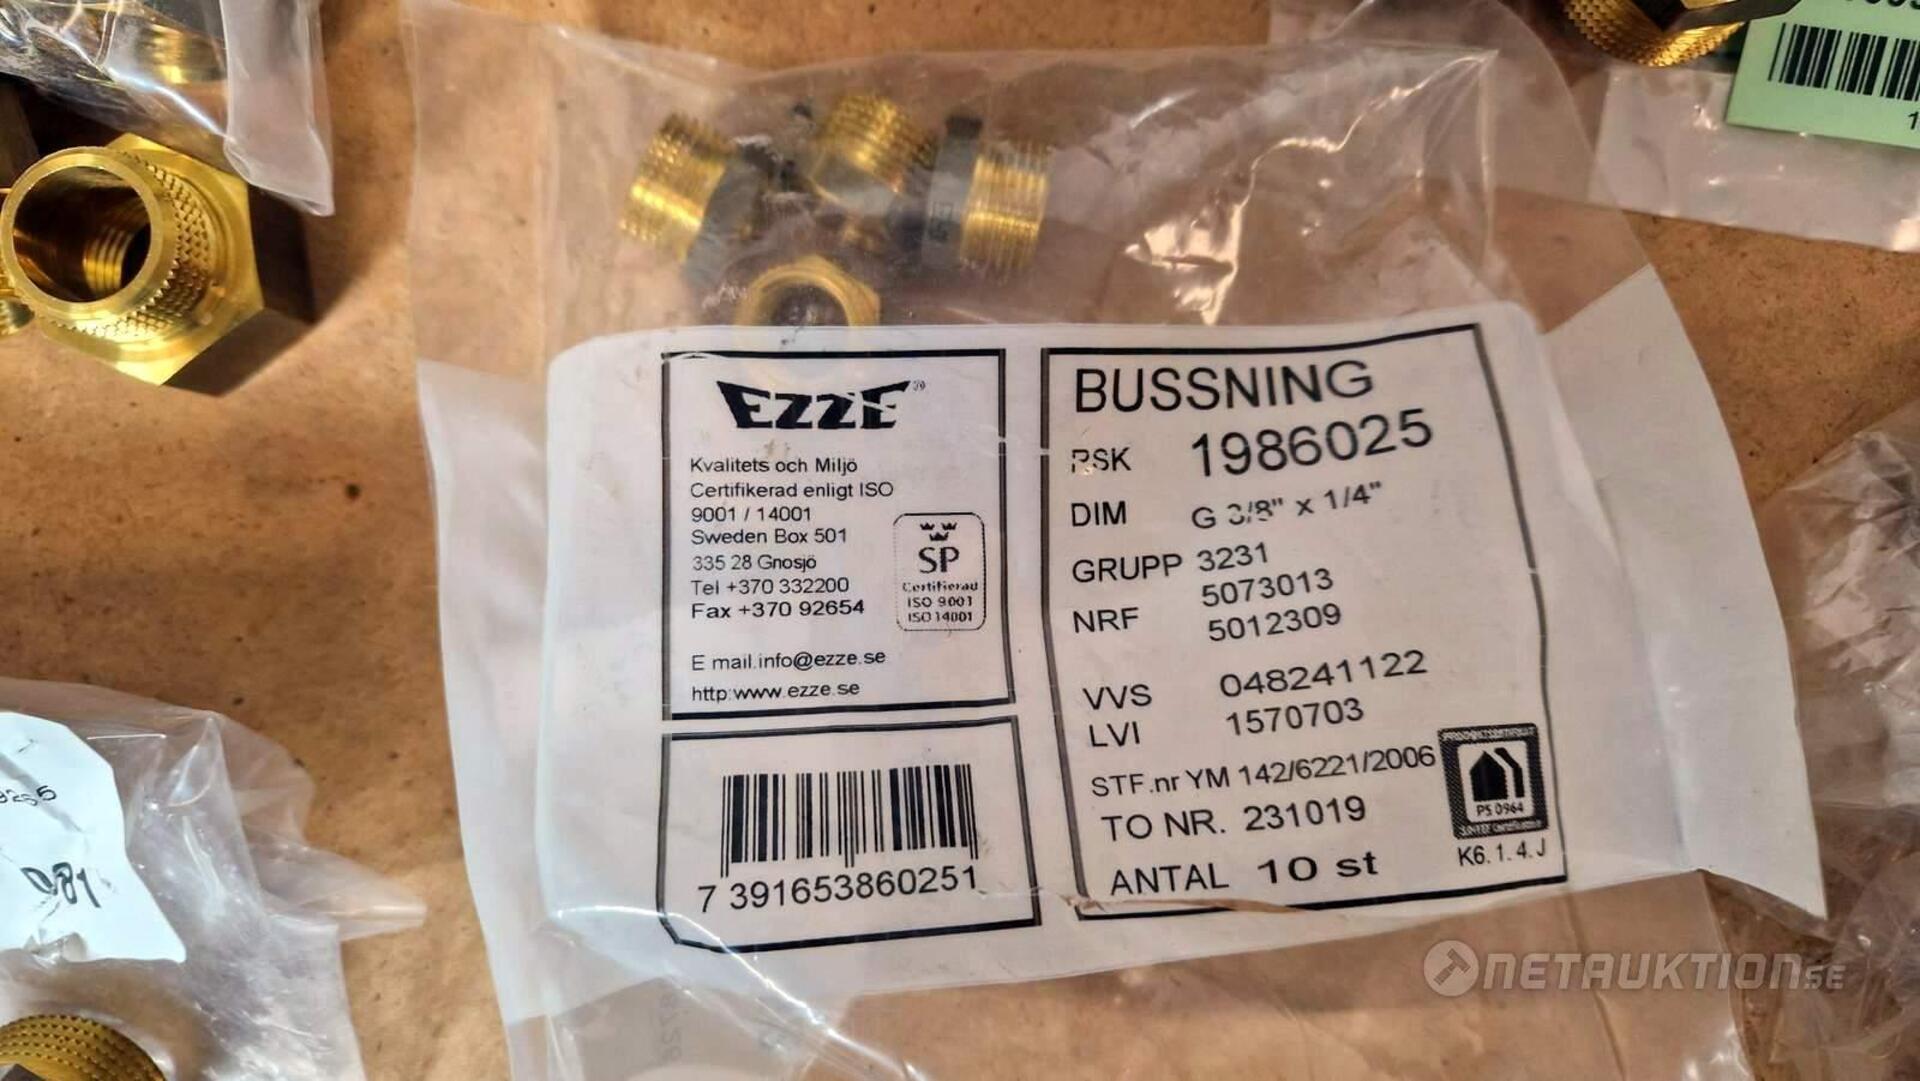 EZZE®
Kvalitets och Miljö
Certifikerad enligt ISO
9001 / 14001
Sweden Box 501
335 28 Gnosjö
Tel +370 332200
Fax +370 92654
E mail.info@ezze.se
http:www.ezze.se
SP
Certifierad
ISO 9001
ISO 14001
7 391653860251
BUSSNING
RSK 1986025
DIM G 3/8" x 1/4"
GRUPP 3231
5073013
NRF 5012309
VVS 048241122
LVI 1570703
STF.nr YM 142/6221/2006
TO NR. 231019
ANTAL 10 st
PS 0964
K6.1.4.J
081
NETAUKTION.SE